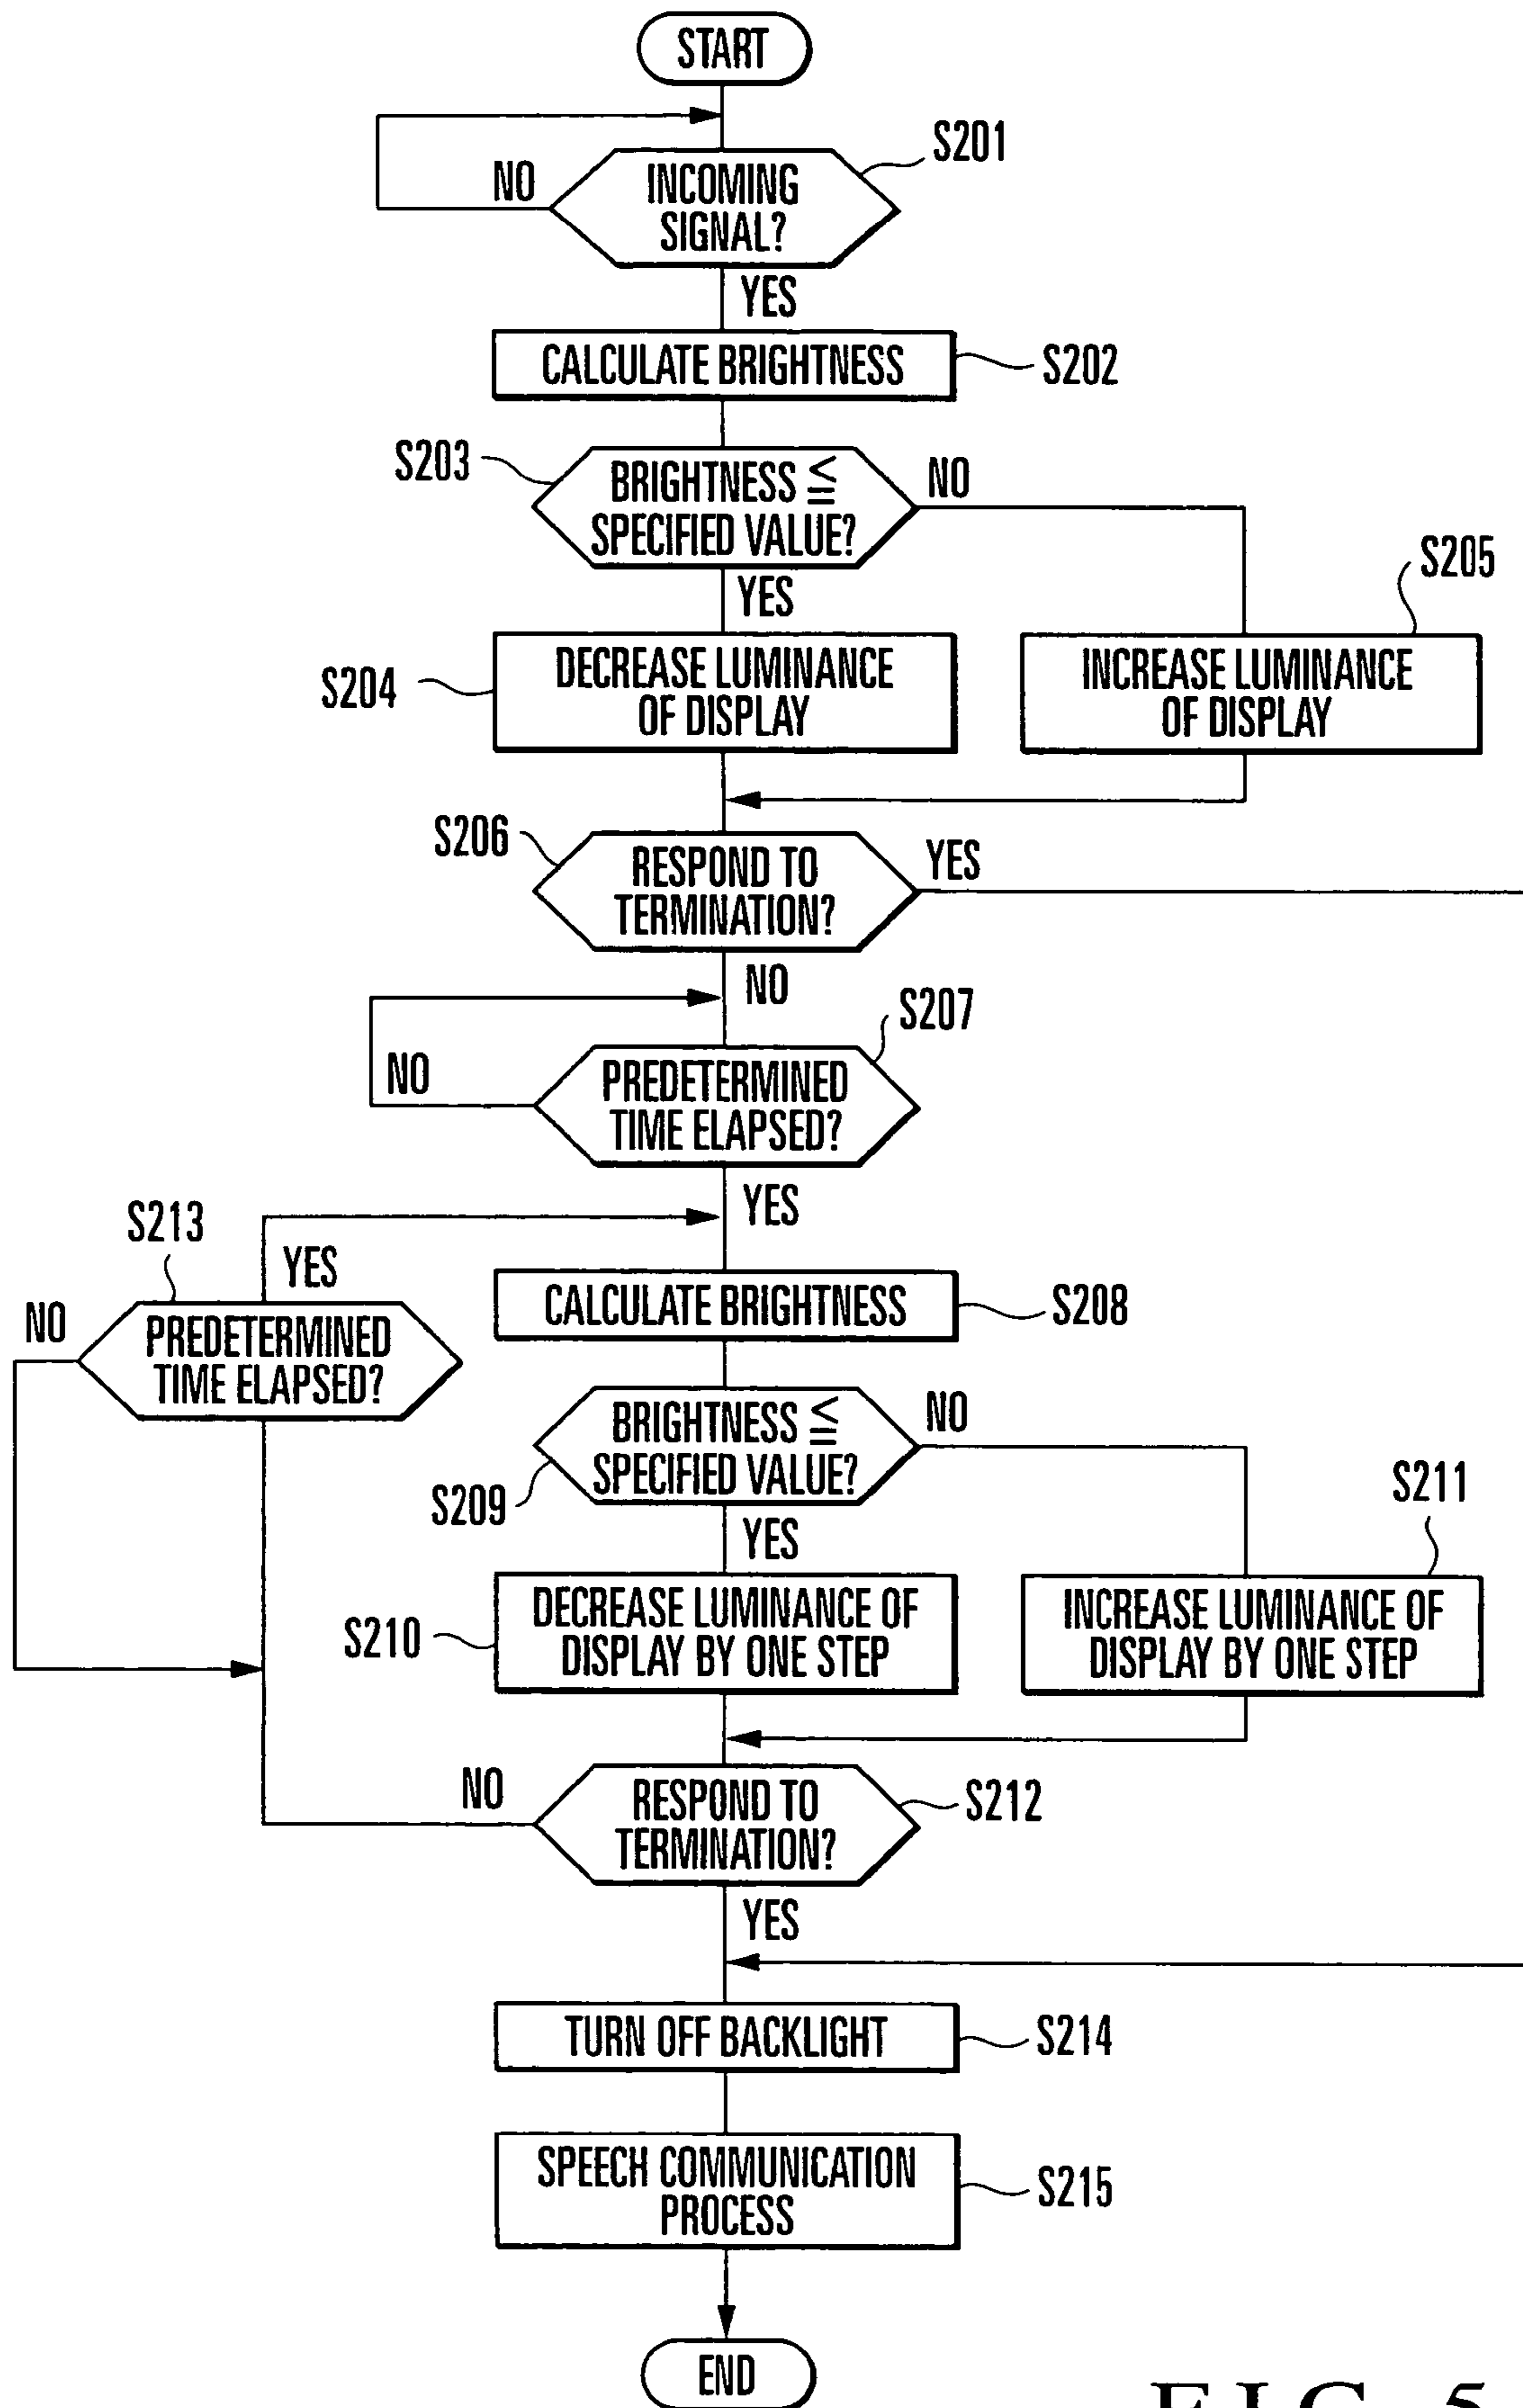 START
S201
NO
INCOMING
SIGNAL?
YES
CALCULATE BRIGHTNESS
S202
S203
BRIGHTNESS ≦
SPECIFIED VALUE?
NO
YES
S205
S204
DECREASE LUMINANCE
OF DISPLAY
INCREASE LUMINANCE
OF DISPLAY
S206
RESPOND TO
TERMINATION?
YES
NO
S207
NO
PREDETERMINED
TIME ELAPSED?
YES
S213
YES
NO
PREDETERMINED
TIME ELAPSED?
CALCULATE BRIGHTNESS
S208
BRIGHTNESS ≦
SPECIFIED VALUE?
NO
S209
YES
S211
S210
DECREASE LUMINANCE OF
DISPLAY BY ONE STEP
INCREASE LUMINANCE OF
DISPLAY BY ONE STEP
NO
RESPOND TO
TERMINATION?
S212
YES
TURN OFF BACKLIGHT
S214
SPEECH COMMUNICATION
PROCESS
S215
END
FIG. 5